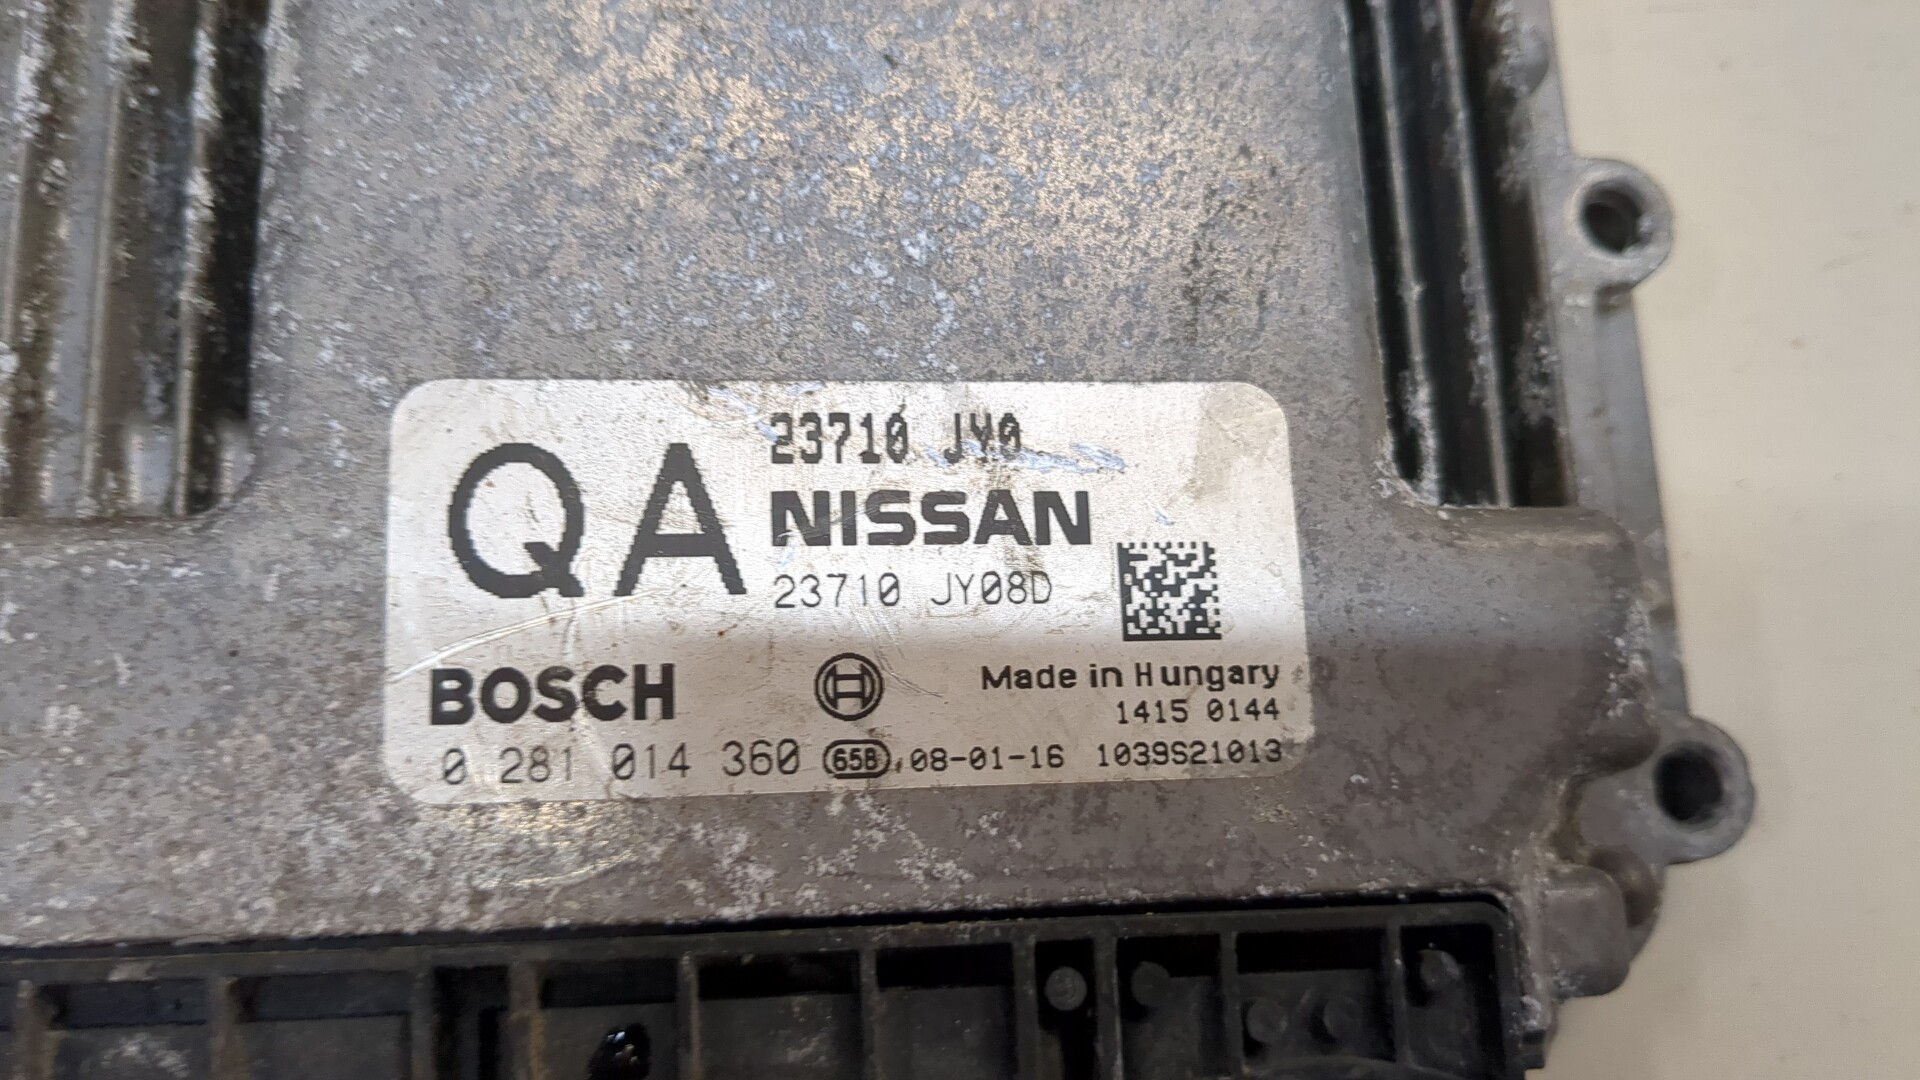 QA
23710 JY0
NISSAN
23710 JY08D
BOSCH
Made in Hungary
1415 0144
0 281 014 360 65B 08-01-16 1039S21013